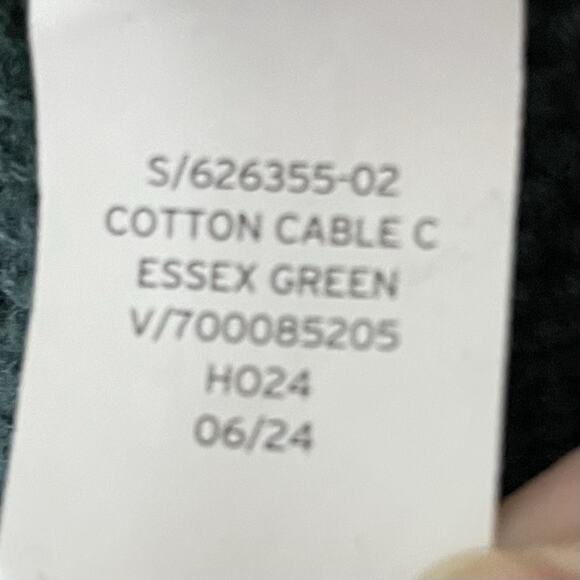 S/626355-02
COTTON CABLE C
ESSEX GREEN
V/700085205
HO24
06/24